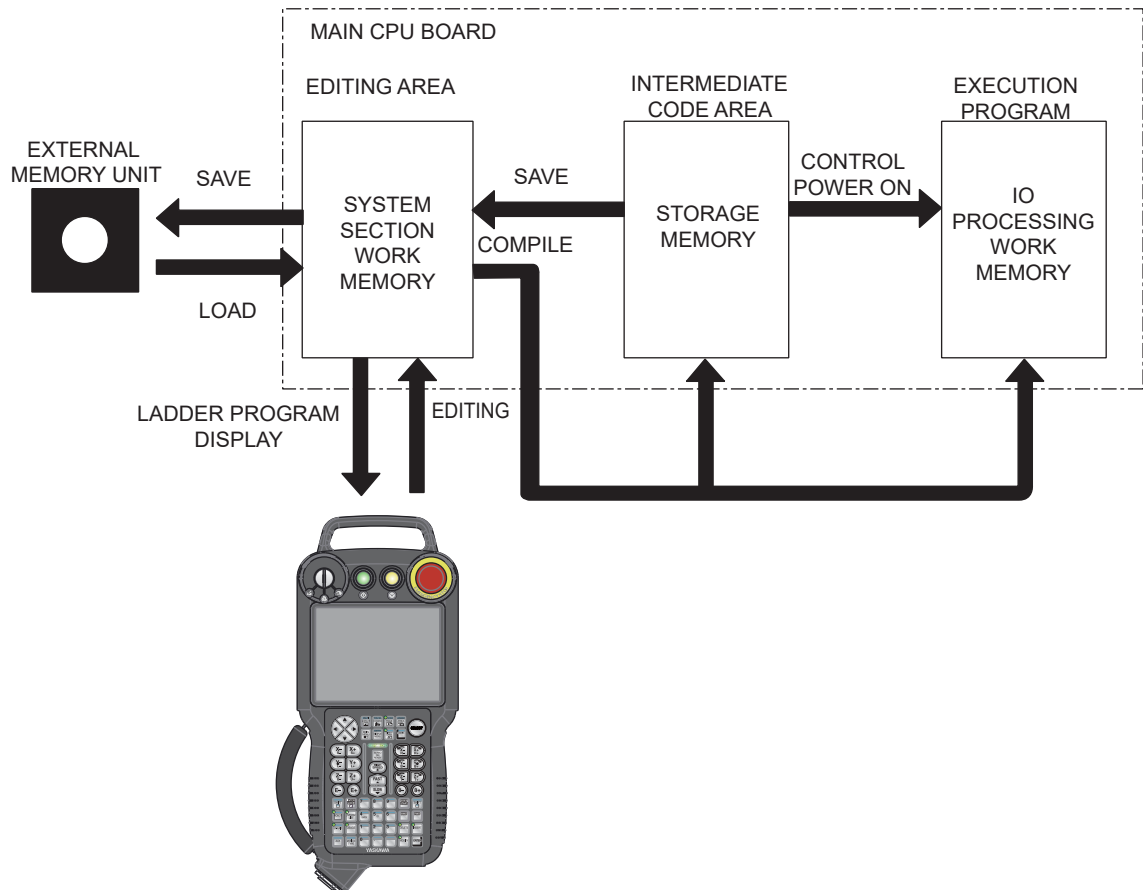 MAIN CPU BOARD
EDITING AREA
INTERMEDIATE
CODE AREA
EXECUTION
PROGRAM
EXTERNAL
MEMORY UNIT
SAVE
LOAD
SYSTEM
SECTION
WORK
MEMORY
SAVE
COMPILE
STORAGE
MEMORY
CONTROL
POWER ON
IO
PROCESSING
WORK
MEMORY
LADDER PROGRAM
DISPLAY
EDITING
YASKAWA